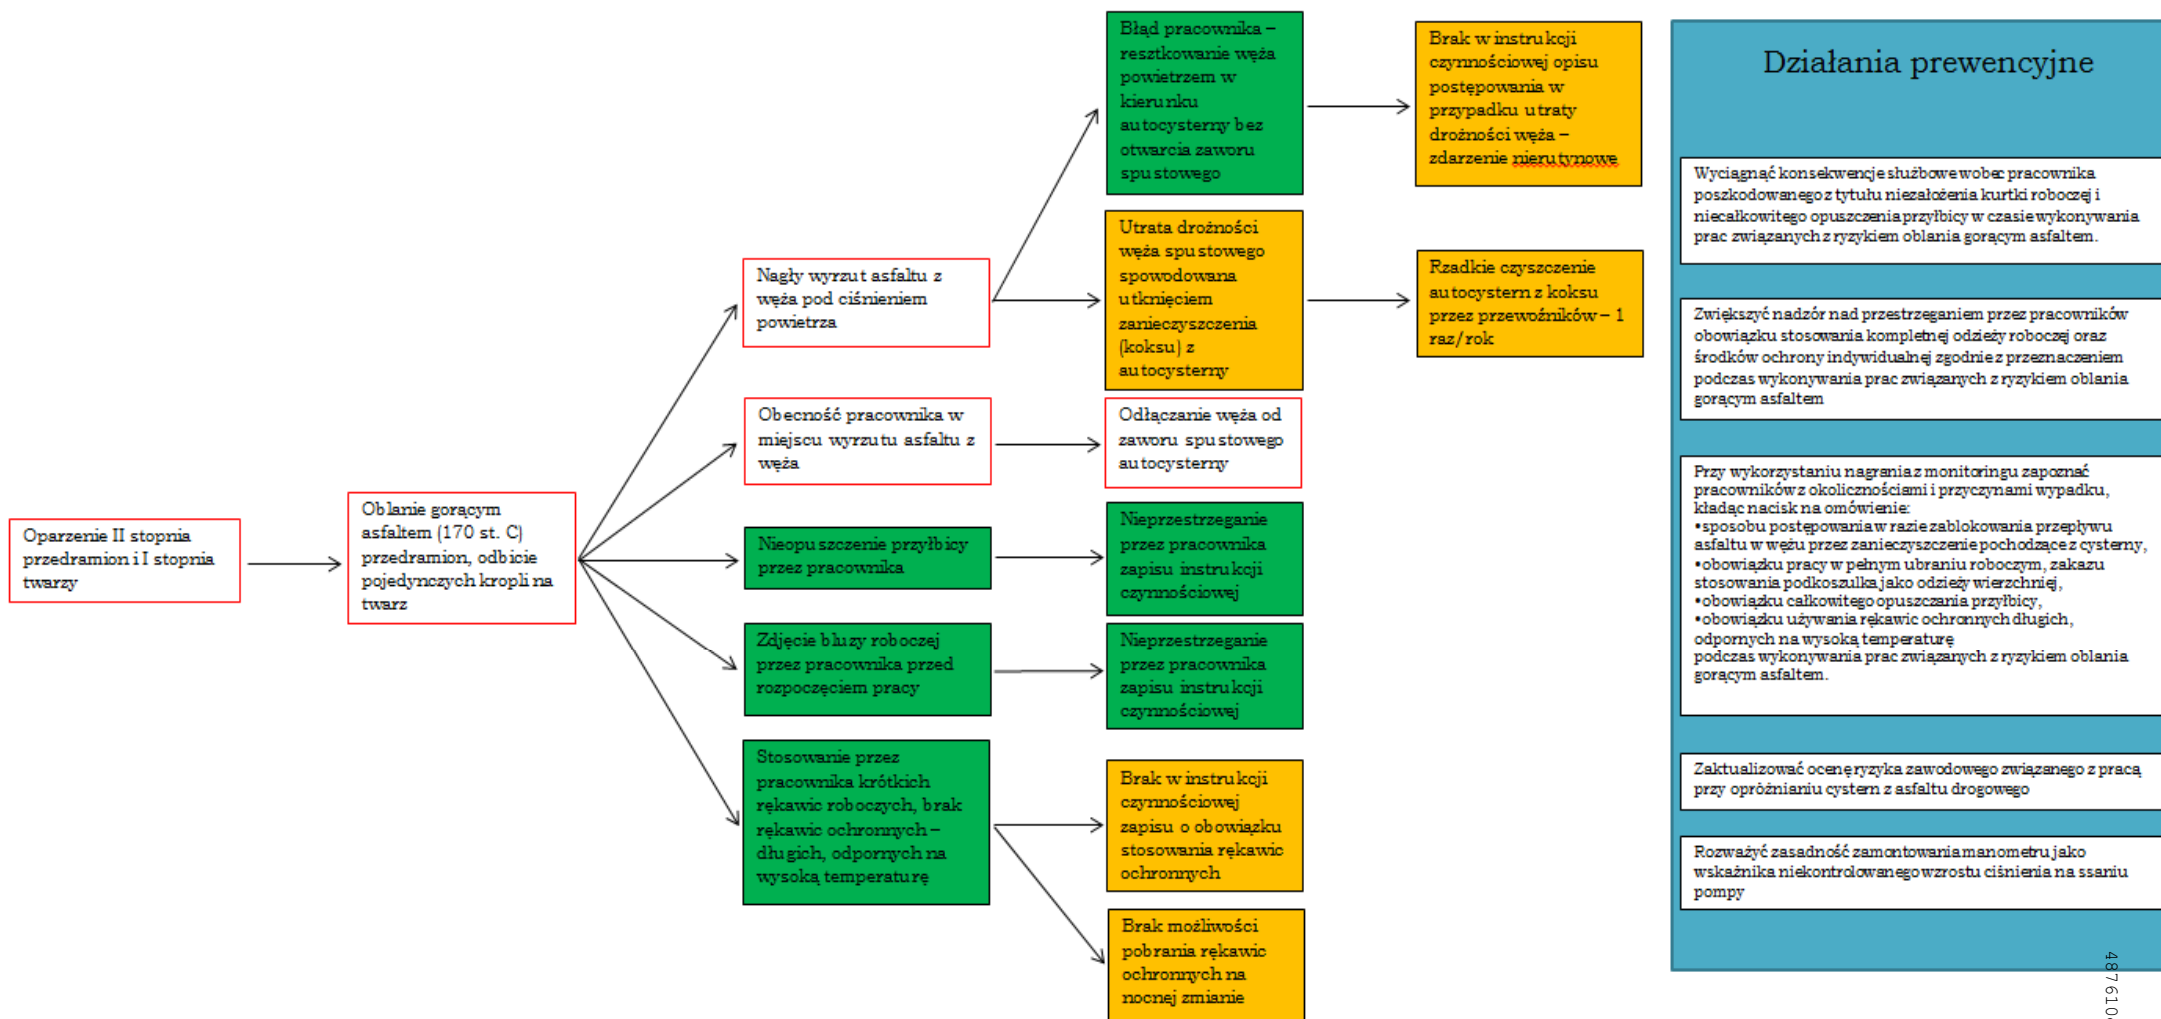 Oparzenie II stopnia
przedramion i I stopnia
twarzy
Oblanie gorącym
asfaltem (170 st. C)
przedramion, odbicie
pojedynczych kropli na
twarz
Nagły wyrzut asfaltu z
węża pod ciśnieniem
powietrza
Obecność pracownika w
miejscu wyrzutu asfaltu z
węża
Nieopuszczenie przyłbicy
przez pracownika
Zdjęcie bluzy roboczej
przez pracownika przed
rozpoczęciem pracy
Stosowanie przez
pracownika krótkich
rękawic roboczych, brak
rękawic ochronnych –
długich, odpornych na
wysoką temperaturę
Błąd pracownika –
resztkowanie węża
powietrzem w
kierunku
autocysterny bez
otwarcia zaworu
spustowego
Utrata drożności
węża spustowego
spowodowana
utknięciem
zanieczyszczenia
(koksu) z
autocysterny
Odłączanie węża od
zaworu spustowego
autocysterny
Nieprzestrzeganie
przez pracownika
zapisu instrukcji
czynnościowej
Nieprzestrzeganie
przez pracownika
zapisu instrukcji
czynnościowej
Brak w instrukcji
czynnościowej
zapisu o obowiązku
stosowania rękawic
ochronnych
Brak możliwości
pobrania rękawic
ochronnych na
nocnej zmianie
Brak w instrukcji
czynnościowej opisu
postępowania w
przypadku utraty
drożności węża –
zdarzenie nierutynowe
Rzadkie czyszczenie
autocystern z koksu
przez przewoźników – 1
raz/rok
Działania prewencyjne
Wyciągnąć konsekwencje służbowe wobec pracownika
poszkodowanego z tytułu niezałożenia kurtki roboczej i
niecałkowitego opuszczenia przyłbicy w czasie wykonywania
prac związanych z ryzykiem oblania gorącym asfaltem.
Zwiększyć nadzór nad przestrzeganiem przez pracowników
obowiązku stosowania kompletnej odzieży roboczej oraz
środków ochrony indywidualnej zgodnie z przeznaczeniem
podczas wykonywania prac związanych z ryzykiem oblania
gorącym asfaltem
Przy wykorzystaniu nagrania z monitoringu zapoznać
pracowników z okolicznościami i przyczynami wypadku,
kładąc nacisk na omówienie:
•sposobu postępowania w razie zablokowania przepływu
asfaltu w wężu przez zanieczyszczenie pochodzące z cysterny,
•obowiązku pracy w pełnym ubraniu roboczym, zakazu
stosowania podkoszulka jako odzieży wierzchniej,
•obowiązku całkowitego opuszczania przyłbicy,
•obowiązku używania rękawic ochronnych długich,
odpornych na wysoką temperaturę
podczas wykonywania prac związanych z ryzykiem oblania
gorącym asfaltem.
Zaktualizować ocenę ryzyka zawodowego związanego z pracą
przy opróżnianiu cystern z asfaltu drogowego
Rozważyć zasadność zamontowania manometru jako
wskaźnika niekontrolowanego wzrostu ciśnienia na ssaniu
pompy